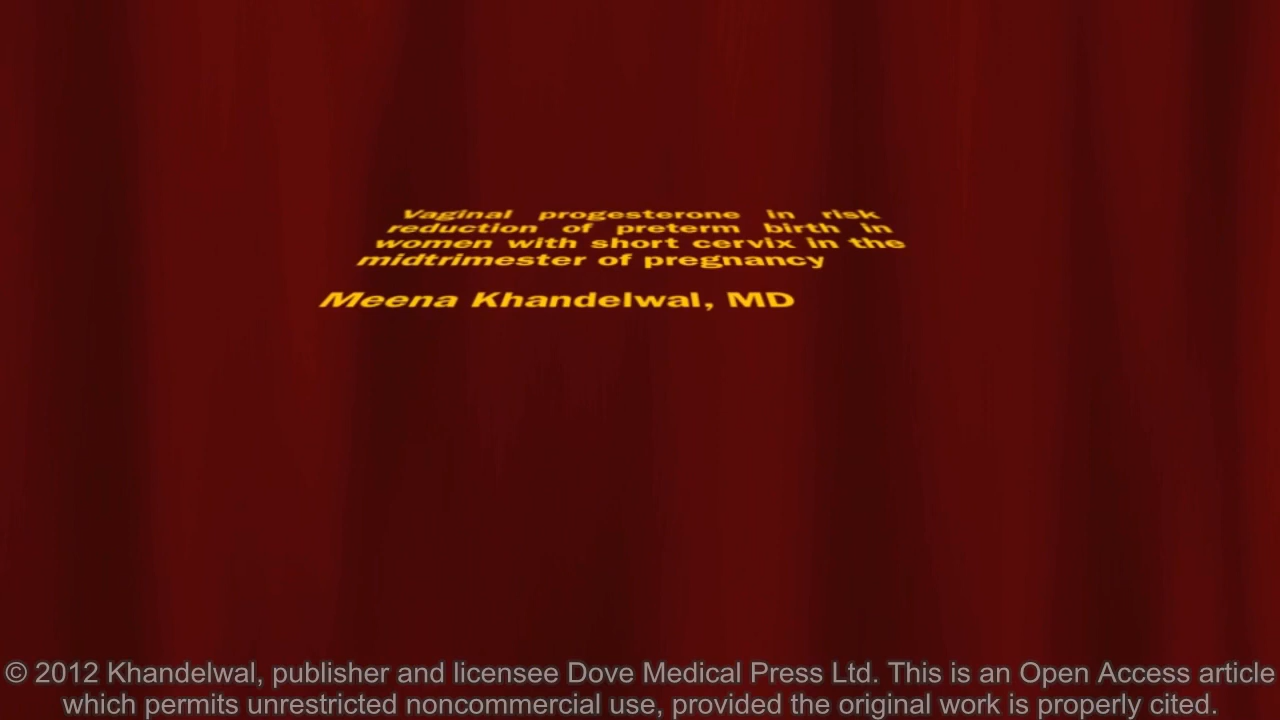 Vaginal progesterone in risk
reduction of preterm birth in
women with short cervix in the
midtrimester of pregnancy
Meena Khandelwal, MD
© 2012 Khandelwal, publisher and licensee Dove Medical Press Ltd. This is an Open Access article
which permits unrestricted noncommercial use, provided the original work is properly cited.